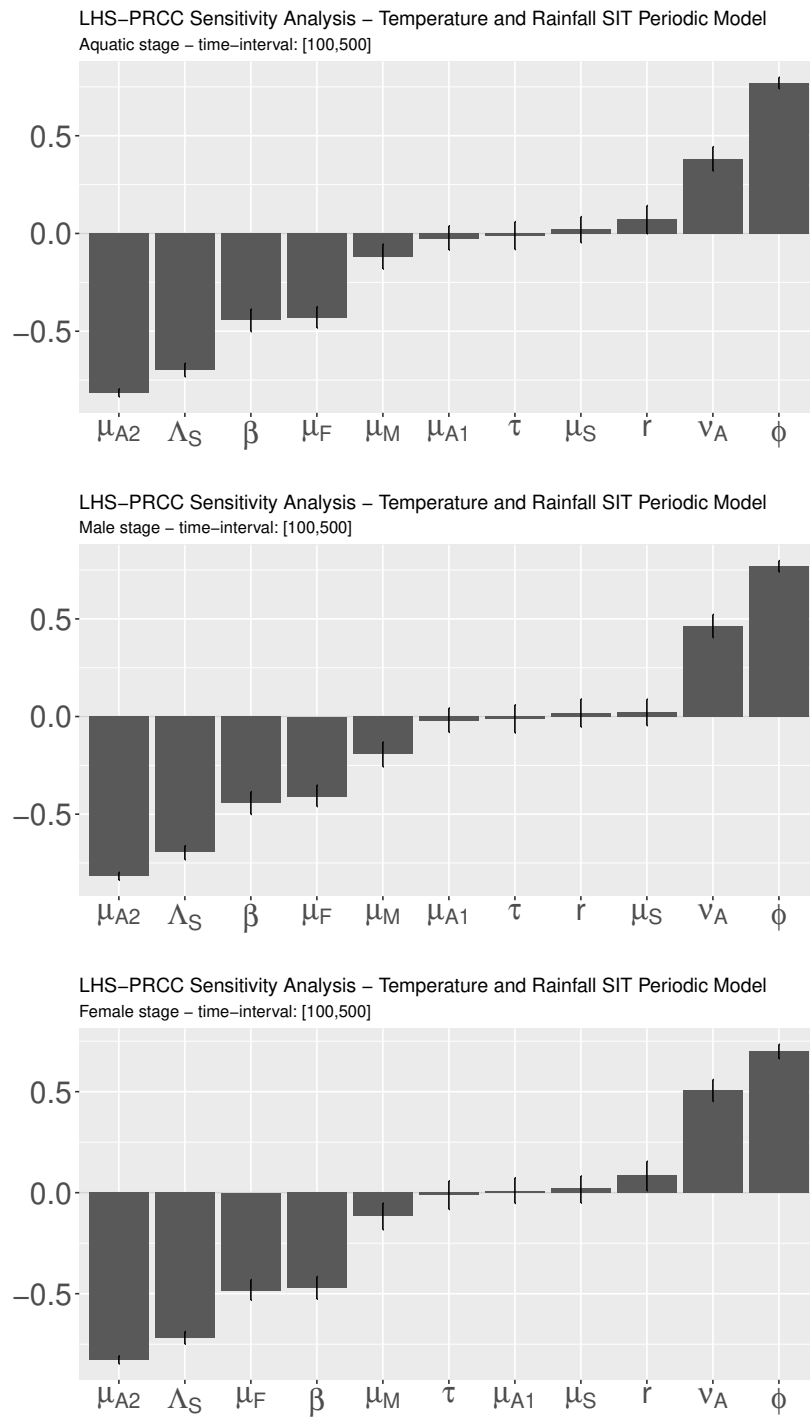 LHS−PRCC Sensitivity Analysis − Temperature and Rainfall SIT Periodic Model
Aquatic stage − time−interval: [100,500]
0.5
0.0
−0.5
μA2 ΛS β μF μM μA1 τ μS r νA ϕ
LHS−PRCC Sensitivity Analysis − Temperature and Rainfall SIT Periodic Model
Male stage − time−interval: [100,500]
0.5
0.0
−0.5
μA2 ΛS β μF μM μA1 τ r μS νA ϕ
LHS−PRCC Sensitivity Analysis − Temperature and Rainfall SIT Periodic Model
Female stage − time−interval: [100,500]
0.5
0.0
−0.5
μA2 ΛS μF β μM τ μA1 μS r νA ϕ